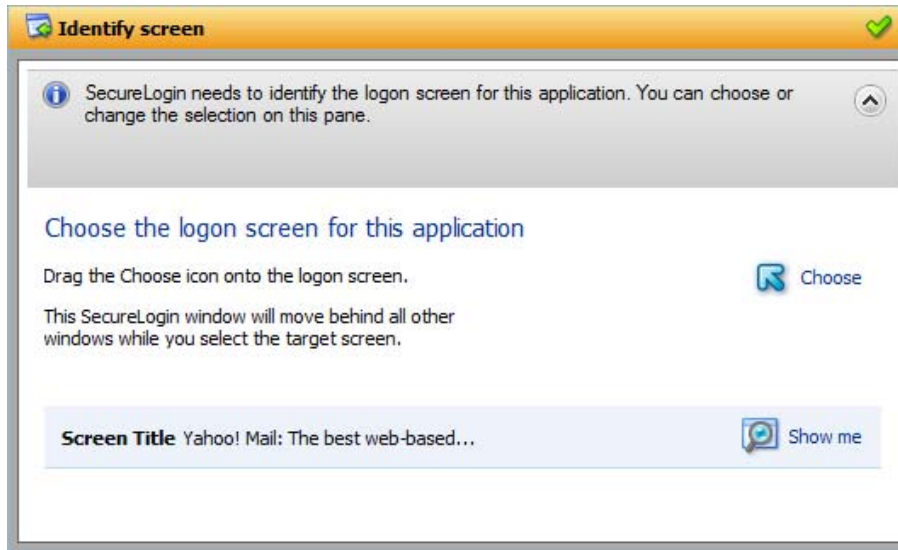 Identify screen
SecureLogin needs to identify the logon screen for this application. You can choose or
change the selection on this pane.
Choose the logon screen for this application
Drag the Choose icon onto the logon screen.
Choose
This SecureLogin window will move behind all other
windows while you select the target screen.
Screen Title Yahoo! Mail: The best web-based...
Show me